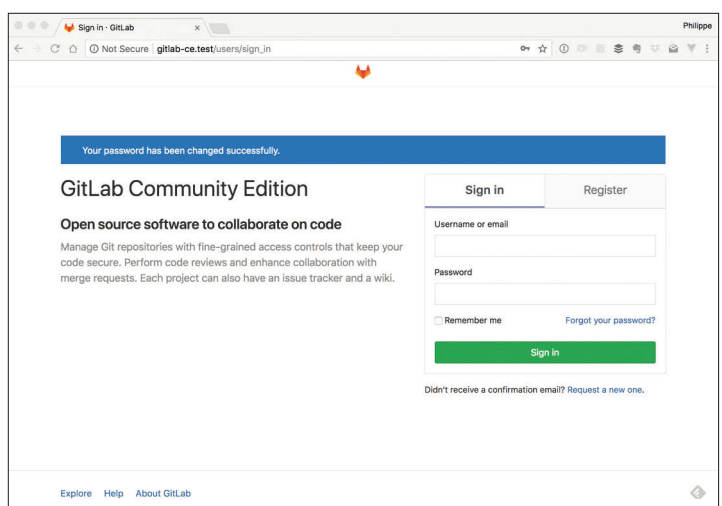 Sign in · GitLab
Philippe
Not Secure gitlab-ce.test/users/sign_in
Your password has been changed successfully.
GitLab Community Edition
Open source software to collaborate on code
Manage Git repositories with fine-grained access controls that keep your
code secure. Perform code reviews and enhance collaboration with
merge requests. Each project can also have an issue tracker and a wiki.
Sign in
Register
Username or email
Password
Remember me
Forgot your password?
Sign in
Didn't receive a confirmation email? Request a new one.
Explore Help About GitLab